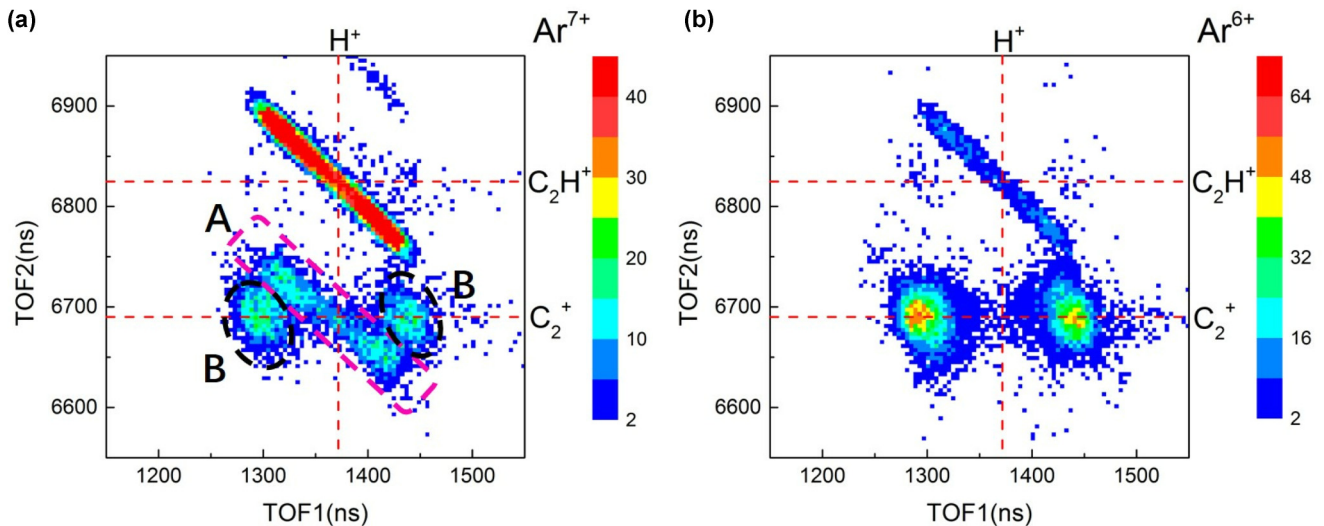 (a)
H⁺
Ar⁷⁺
6900
6800
6700
6600
TOF2(ns)
A
B
B
C₂H⁺
C₂⁺
40
30
20
10
2
1200 1300 1400 1500
TOF1(ns)
(b)
H⁺
Ar⁶⁺
6900
6800
6700
6600
TOF2(ns)
C₂H⁺
C₂⁺
64
48
32
16
2
1200 1300 1400 1500
TOF1(ns)